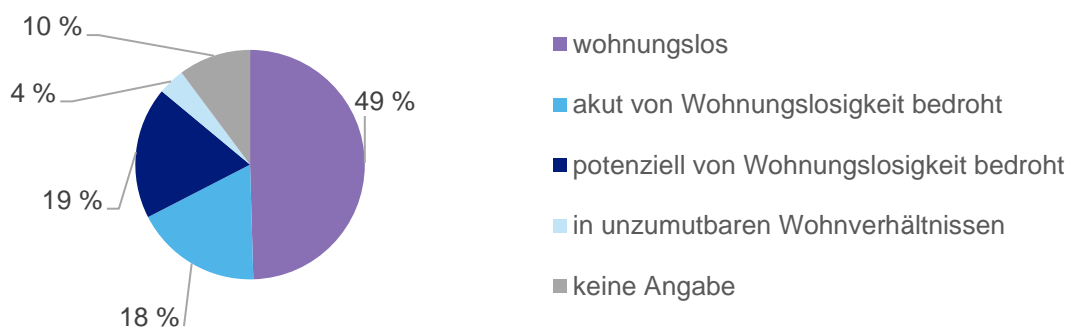 10 %
4 %
49 %
19 %
18 %
wohnungslos
akut von Wohnungslosigkeit bedroht
potenziell von Wohnungslosigkeit bedroht
in unzumutbaren Wohnverhältnissen
keine Angabe